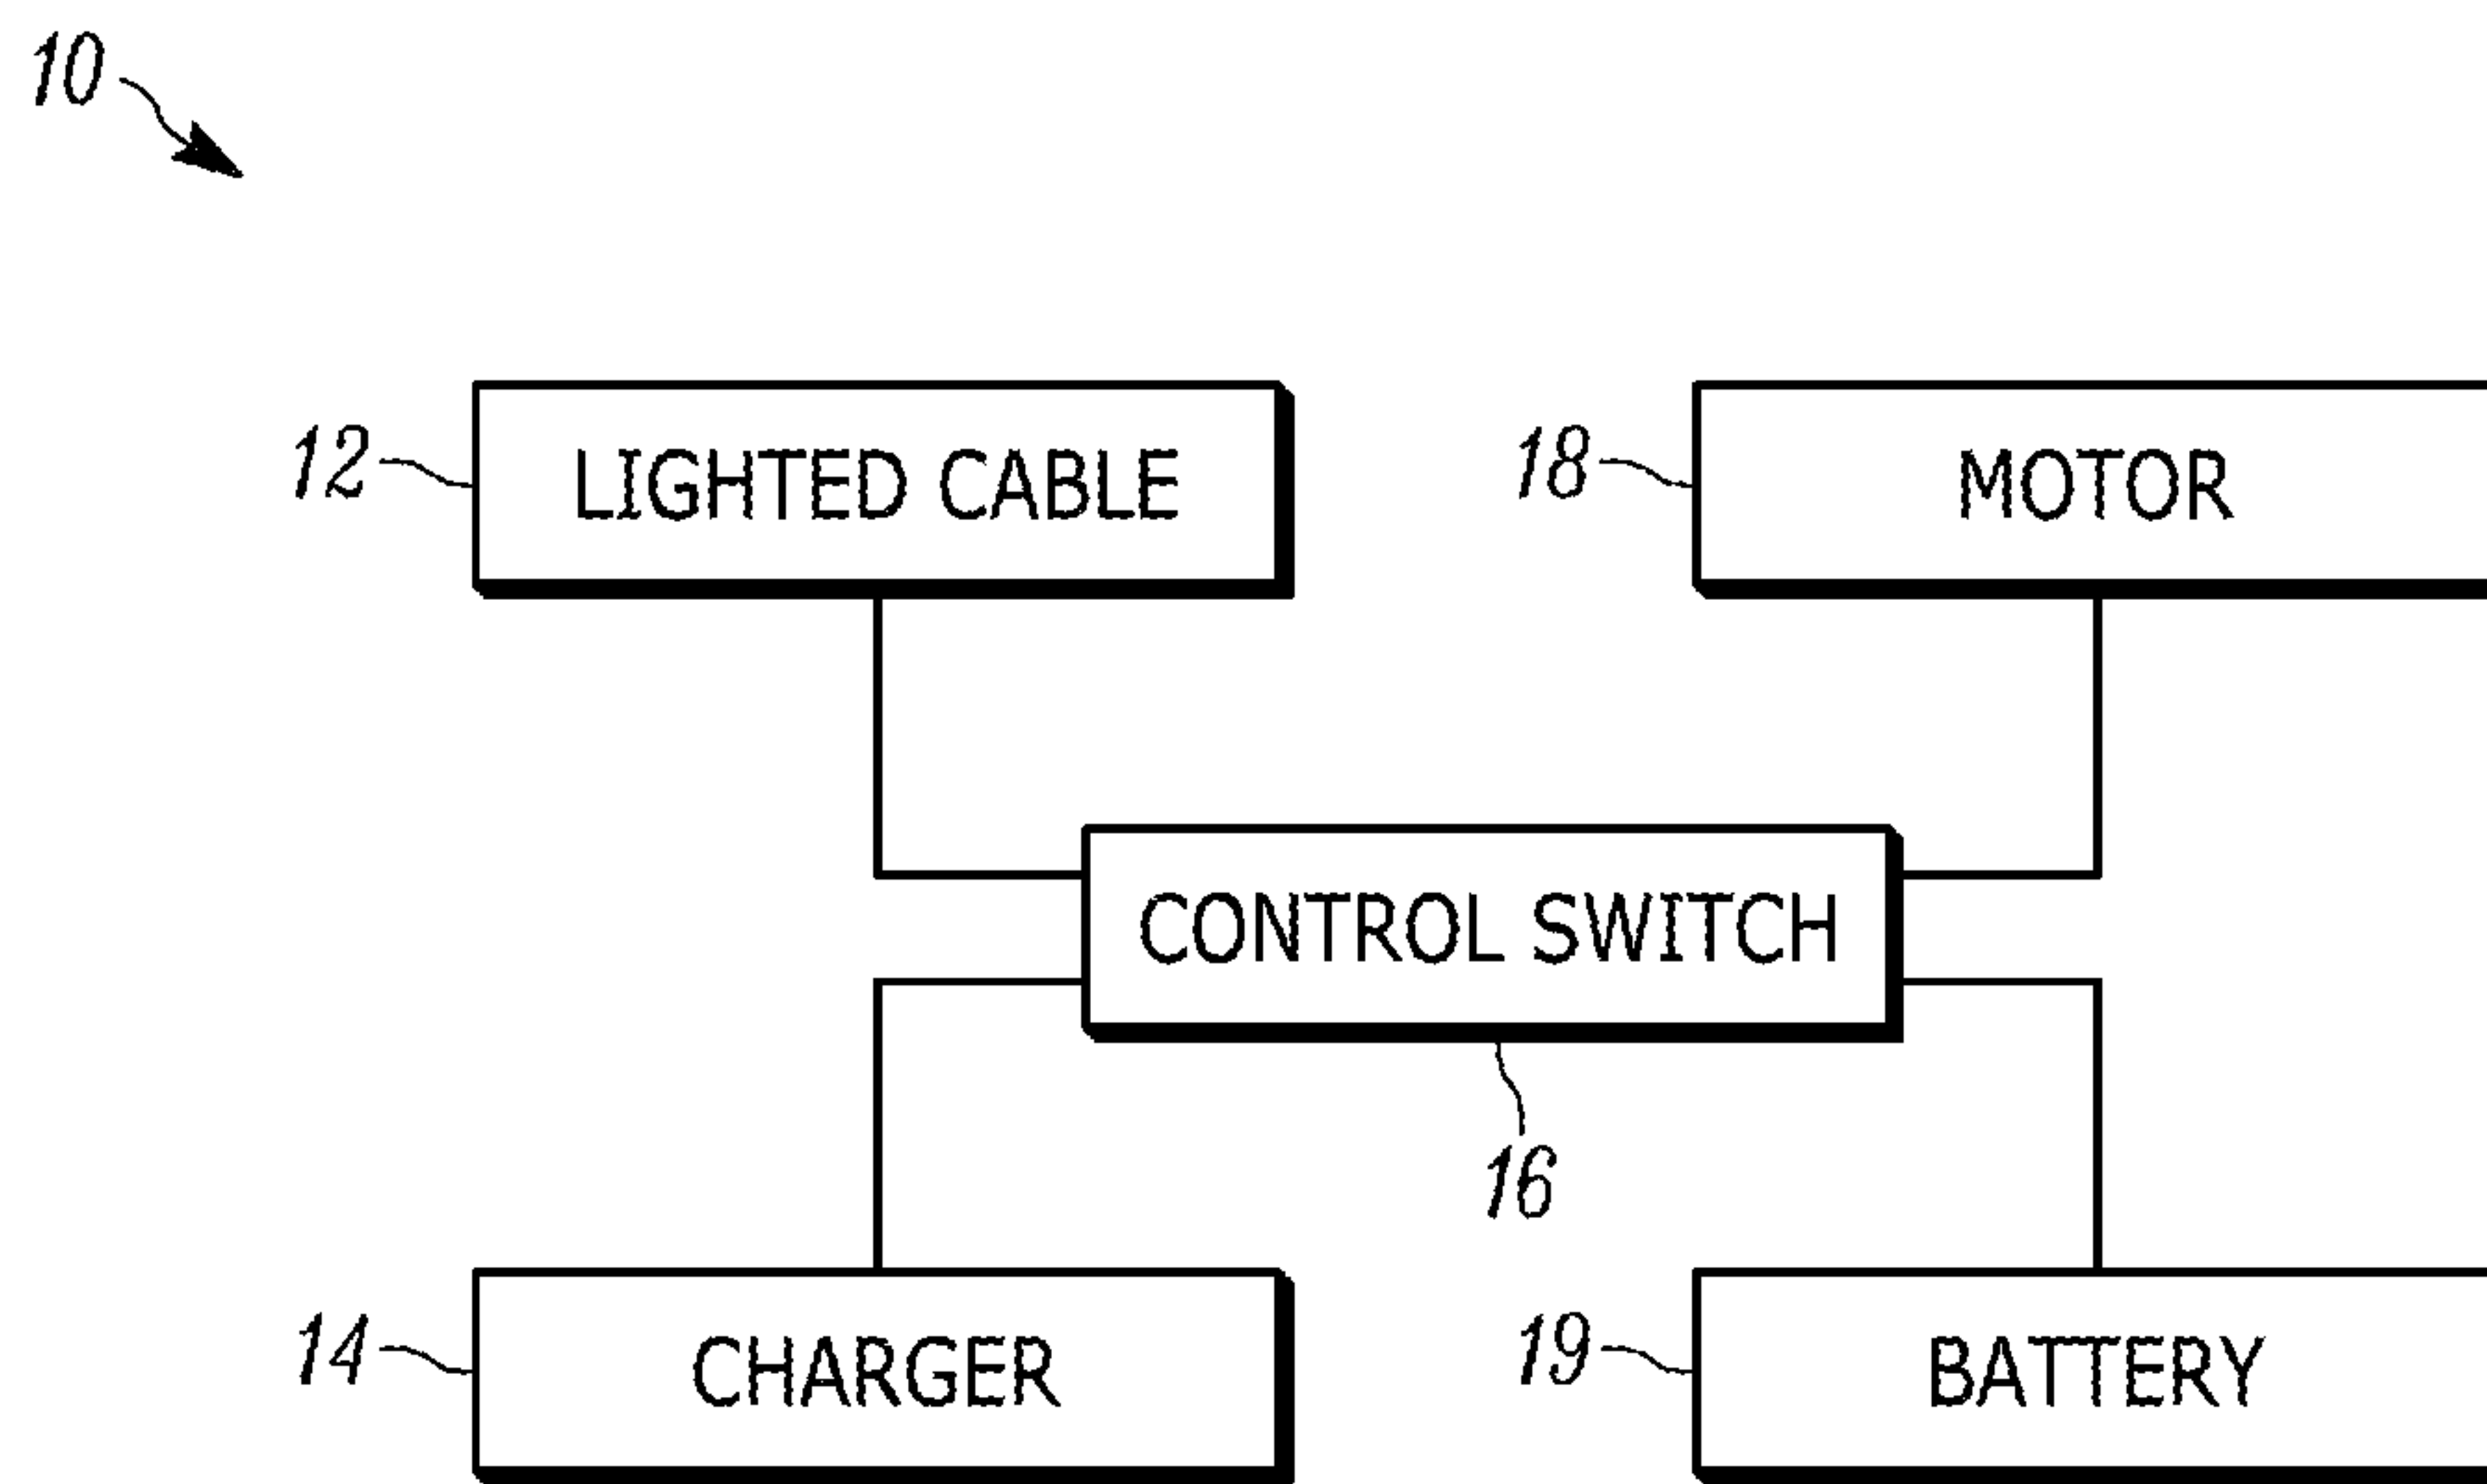 10
12 LIGHTED CABLE
18 MOTOR
CONTROL SWITCH
16
14 CHARGER
19 BATTERY